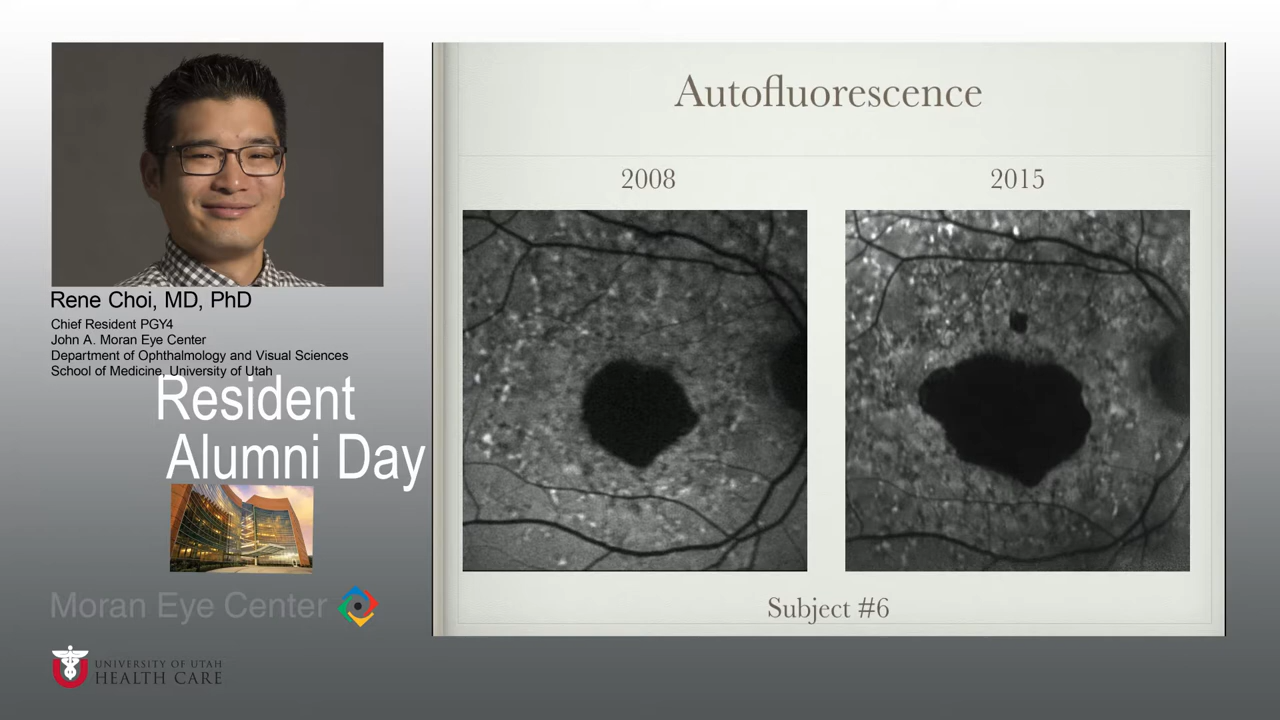 Rene Choi, MD, PhD
Chief Resident PGY4
John A. Moran Eye Center
Department of Ophthalmology and Visual Sciences
School of Medicine, University of Utah
Resident
Alumni Day
Moran Eye Center
UNIVERSITY OF UTAH
HEALTH CARE
Autofluorescence
2008
2015
Subject #6